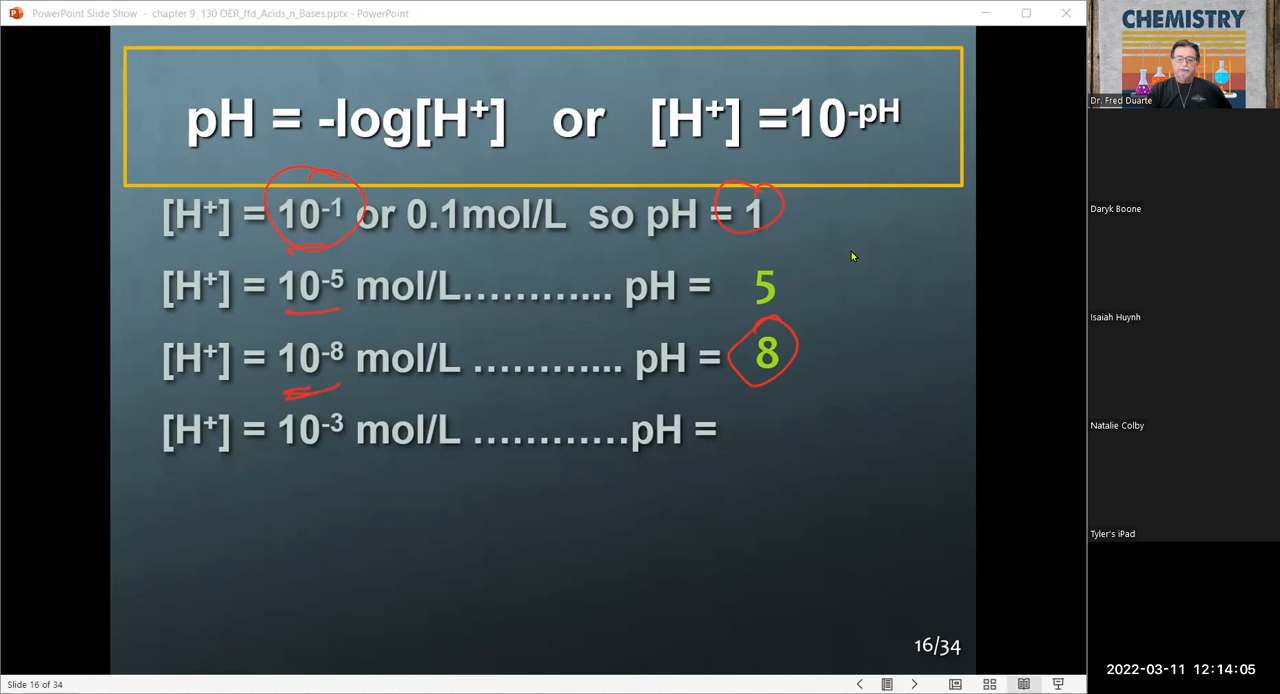 PowerPoint Slide Show - chapter 9 130 OER_ffd_Acids_n_Bases.pptx - PowerPoint
CHEMISTRY
Dr. Fred Duarte
pH = -log[H⁺] or [H⁺] =10⁻ᵖᴴ
[H⁺] = 10⁻¹ or 0.1mol/L so pH = 1
[H⁺] = 10⁻⁵ mol/L………... pH = 5
[H⁺] = 10⁻⁸ mol/L ………... pH = 8
[H⁺] = 10⁻³ mol/L …………pH =
Daryk Boone
Isaiah Huynh
Natalie Colby
Tyler's iPad
16/34
2022-03-11 12:14:05
Slide 16 of 34